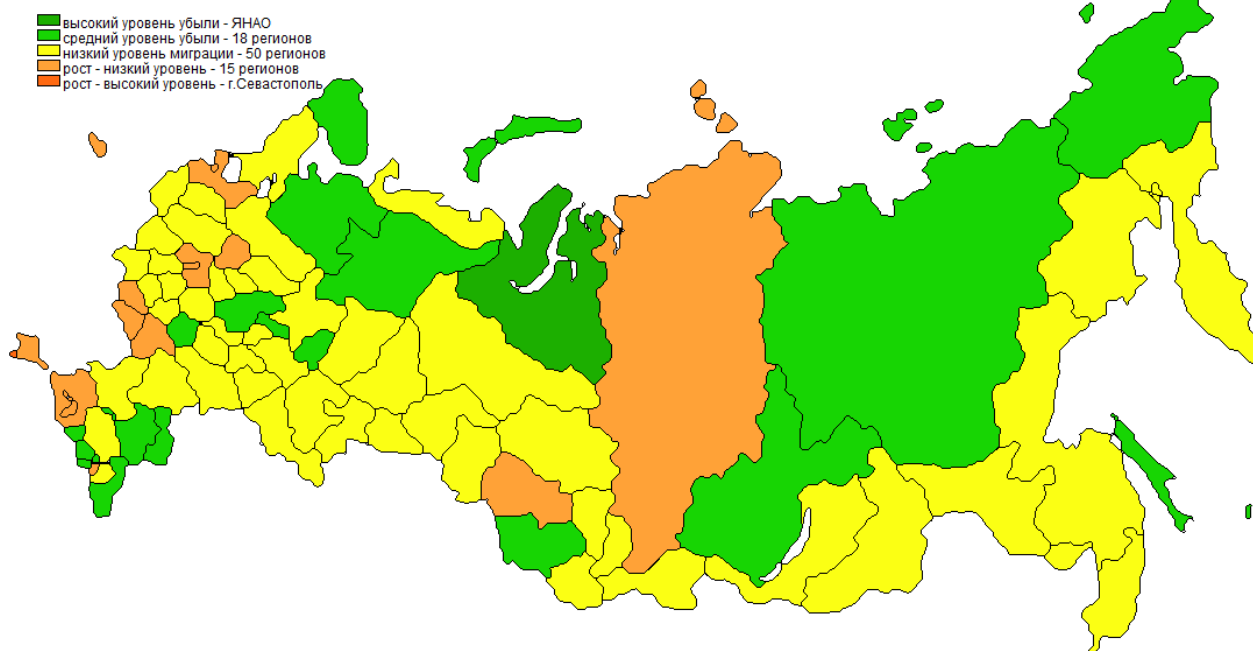 высокий уровень убыли - ЯНАО
средний уровень убыли - 18 регионов
низкий уровень миграции - 50 регионов
рост - низкий уровень - 15 регионов
рост - высокий уровень - г.Севастополь